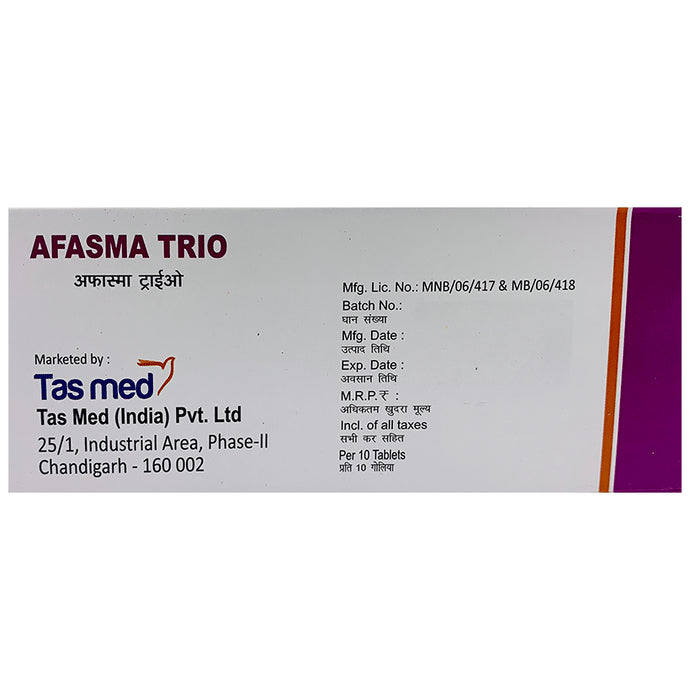 AFASMA TRIO
अफास्मा ट्राईओ
Marketed by :
Tas med
Tas Med (India) Pvt. Ltd
25/1, Industrial Area, Phase-II
Chandigarh - 160 002
Mfg. Lic. No.: MNB/06/417 & MB/06/418
Batch No.:
घान संख्या
Mfg. Date :
उत्पाद तिथि
Exp. Date :
अवसान तिथि
M.R.P.₹ :
अधिकतम खुदरा मूल्य
Incl. of all taxes
सभी कर सहित
Per 10 Tablets
प्रति 10 गोलिया